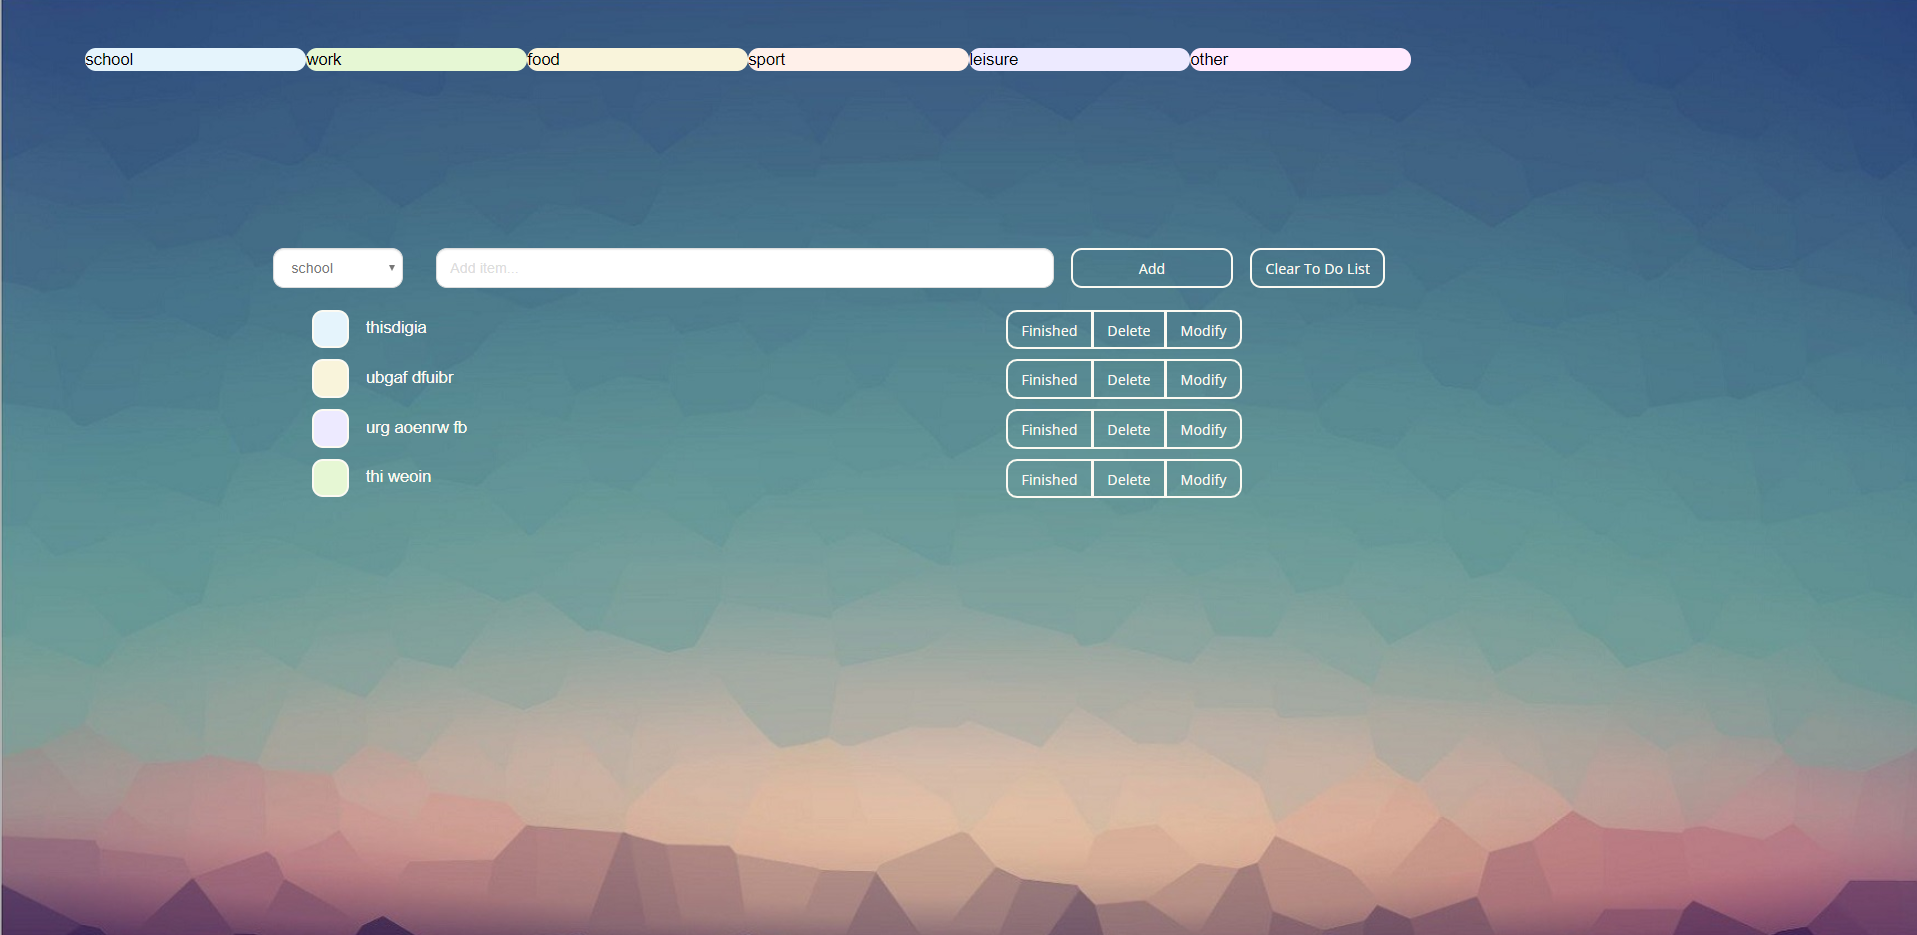 school work food sport leisure other
school Add item... Add Clear To Do List
thisdigia Finished Delete Modify
ubgaf dfuibr Finished Delete Modify
urg aoenrw fb Finished Delete Modify
thi weoin Finished Delete Modify